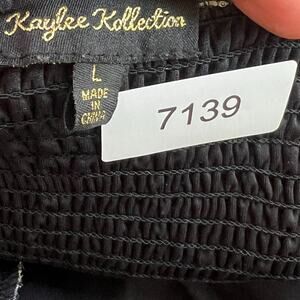 Kaylee Kollection
L
MADE
IN
CHINA
7139